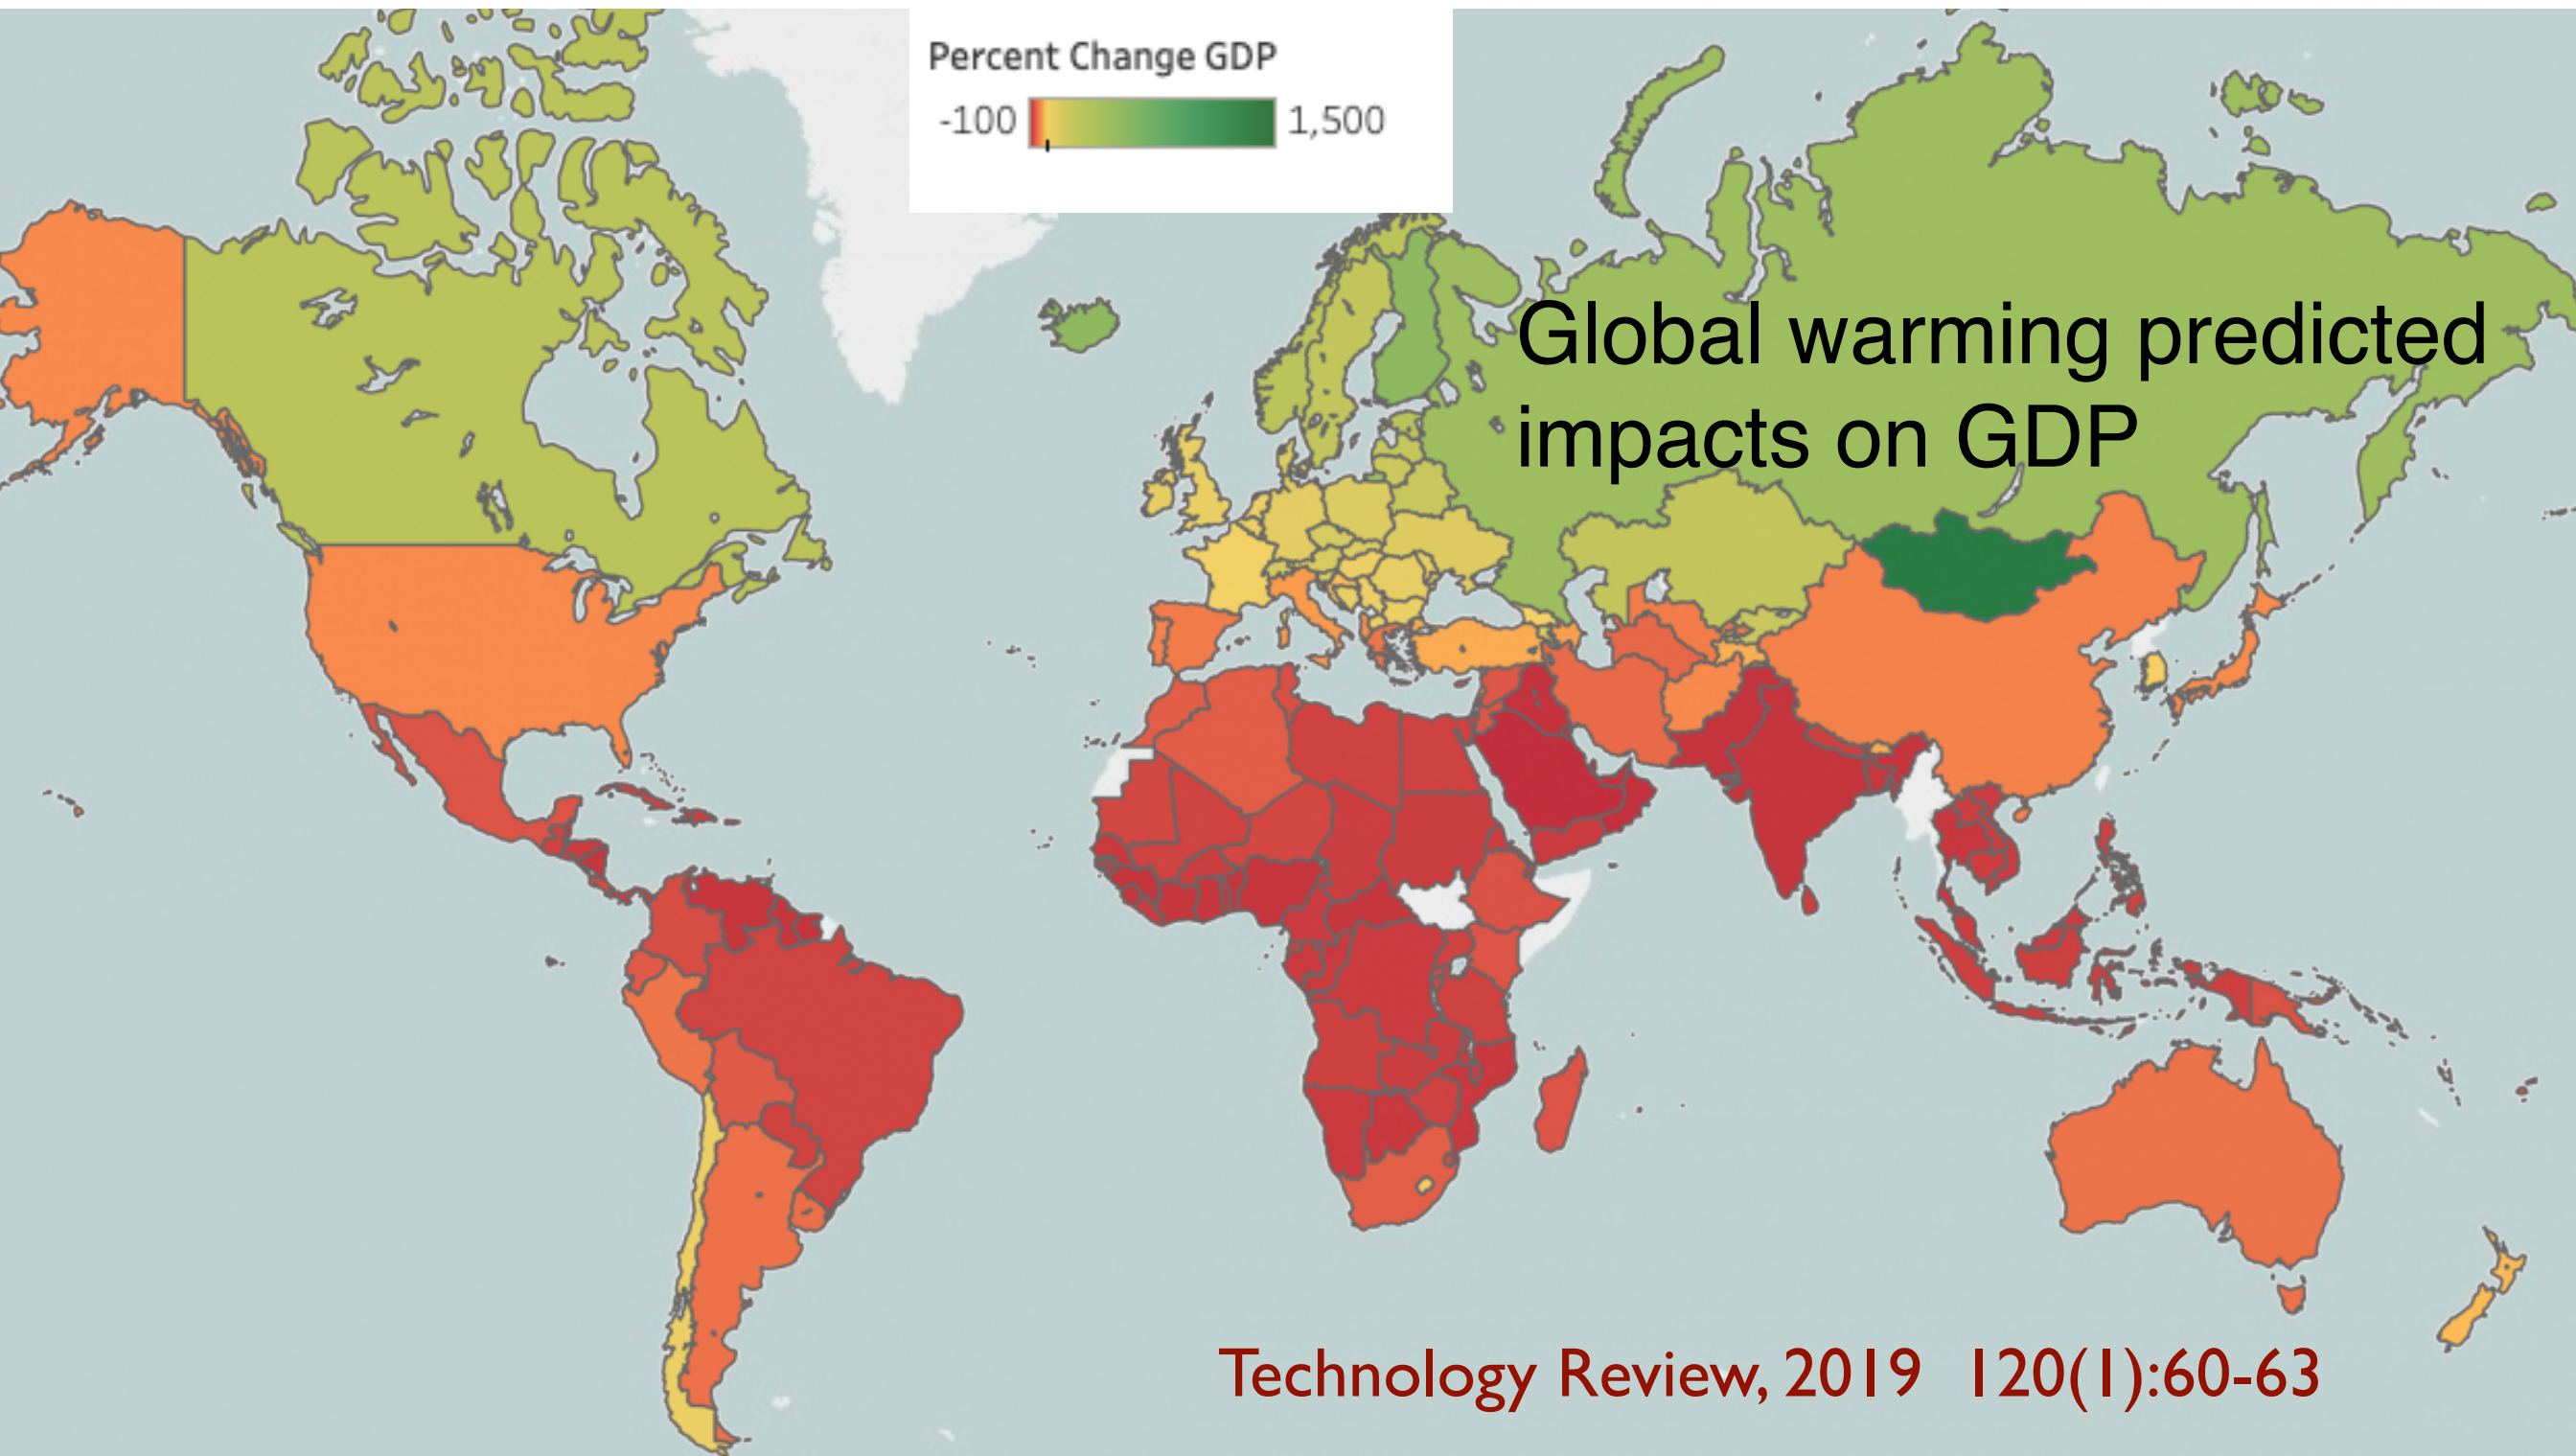 Percent Change GDP
-100 1,500
Global warming predicted
impacts on GDP
Technology Review, 2019 120(1):60-63